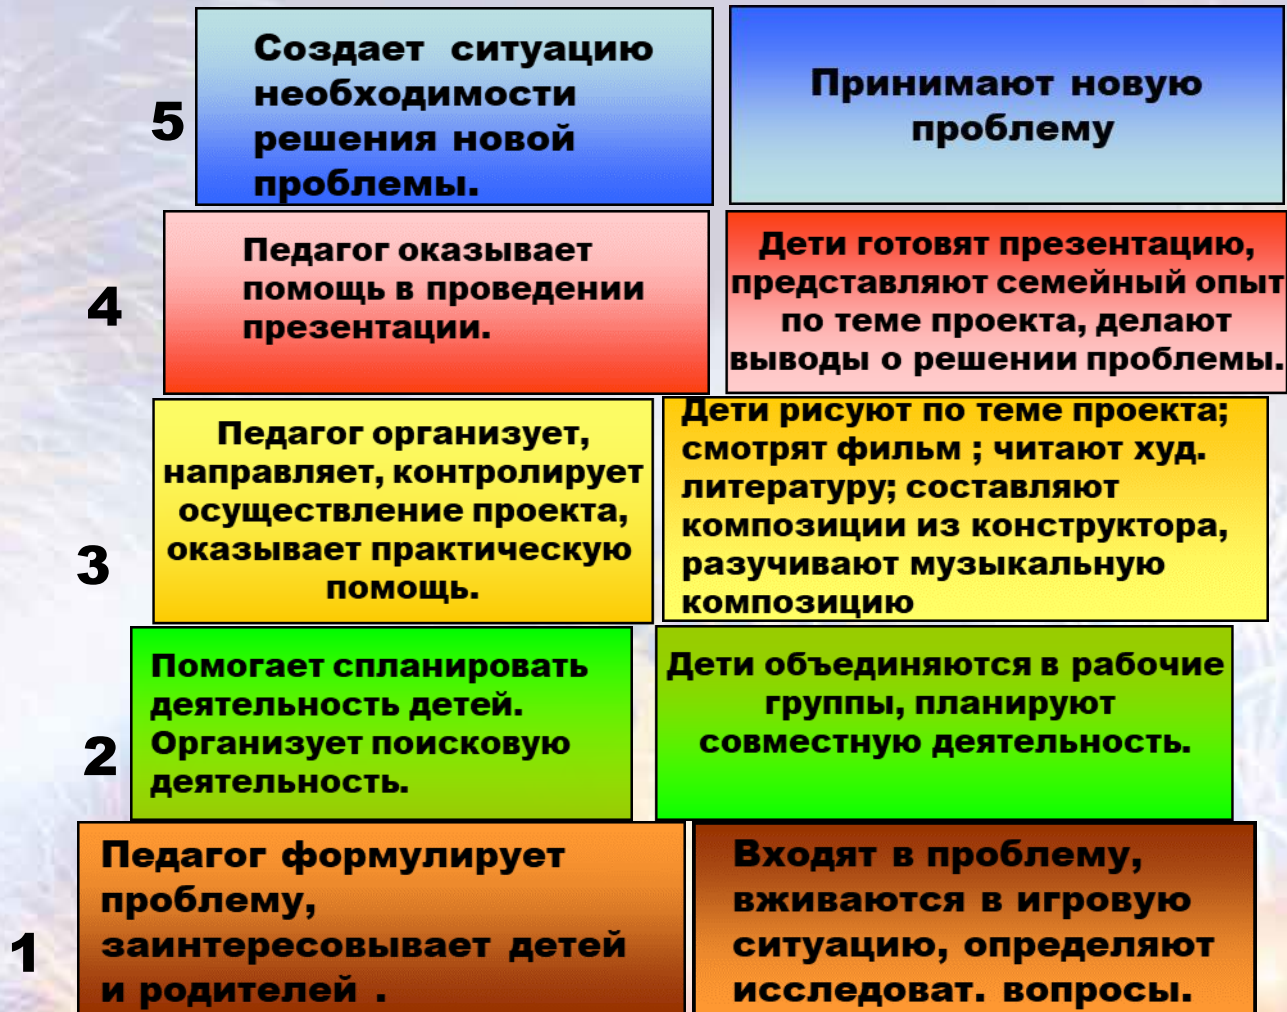 5
Создает ситуацию
необходимости
решения новой
проблемы.
Принимают новую
проблему
4
Педагог оказывает
помощь в проведении
презентации.
Дети готовят презентацию,
представляют семейный опыт
по теме проекта, делают
выводы о решении проблемы.
3
Педагог организует,
направляет, контролирует
осуществление проекта,
оказывает практическую
помощь.
Дети рисуют по теме проекта;
смотрят фильм ; читают худ.
литературу; составляют
композиции из конструктора,
разучивают музыкальную
композицию
2
Помогает спланировать
деятельность детей.
Организует поисковую
деятельность.
Дети объединяются в рабочие
группы, планируют
совместную деятельность.
1
Педагог формулирует
проблему,
заинтересовывает детей
и родителей .
Входят в проблему,
вживаются в игровую
ситуацию, определяют
исследоват. вопросы.